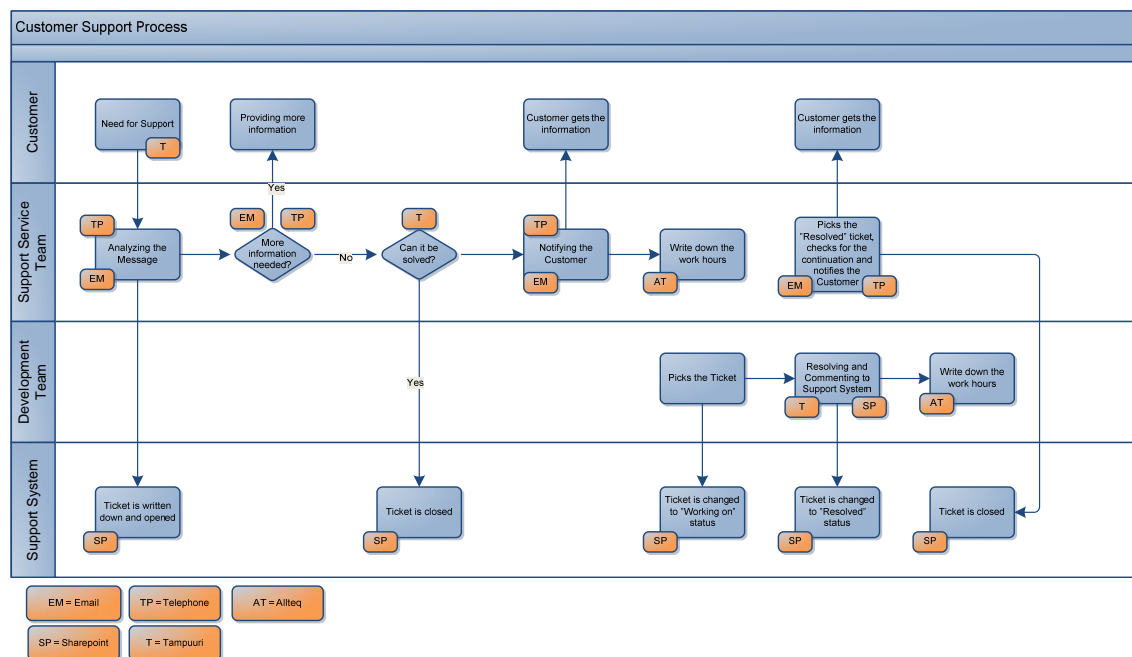 Customer Support Process
Customer
Need for Support
T
Providing more
information
Customer gets the
information
Customer gets the
information
Yes
Support Service
Team
TP
Analyzing the
Message
EM
EM
TP
More
information
needed?
No
T
Can it be
solved?
TP
Notifying the
Customer
EM
Write down the
work hours
AT
Picks the
"Resolved" ticket,
checks for the
continuation and
notifies the
Customer
EM
TP
Development
Team
Yes
Picks the Ticket
Resolving and
Commenting to
Support System
T
SP
Write down the
work hours
AT
Support System
Ticket is written
down and opened
SP
Ticket is closed
SP
Ticket is changed
to "Working on"
status
SP
Ticket is changed
to "Resolved"
status
SP
Ticket is closed
SP
EM = Email
TP = Telephone
AT = Allteq
SP = Sharepoint
T = Tampuuri